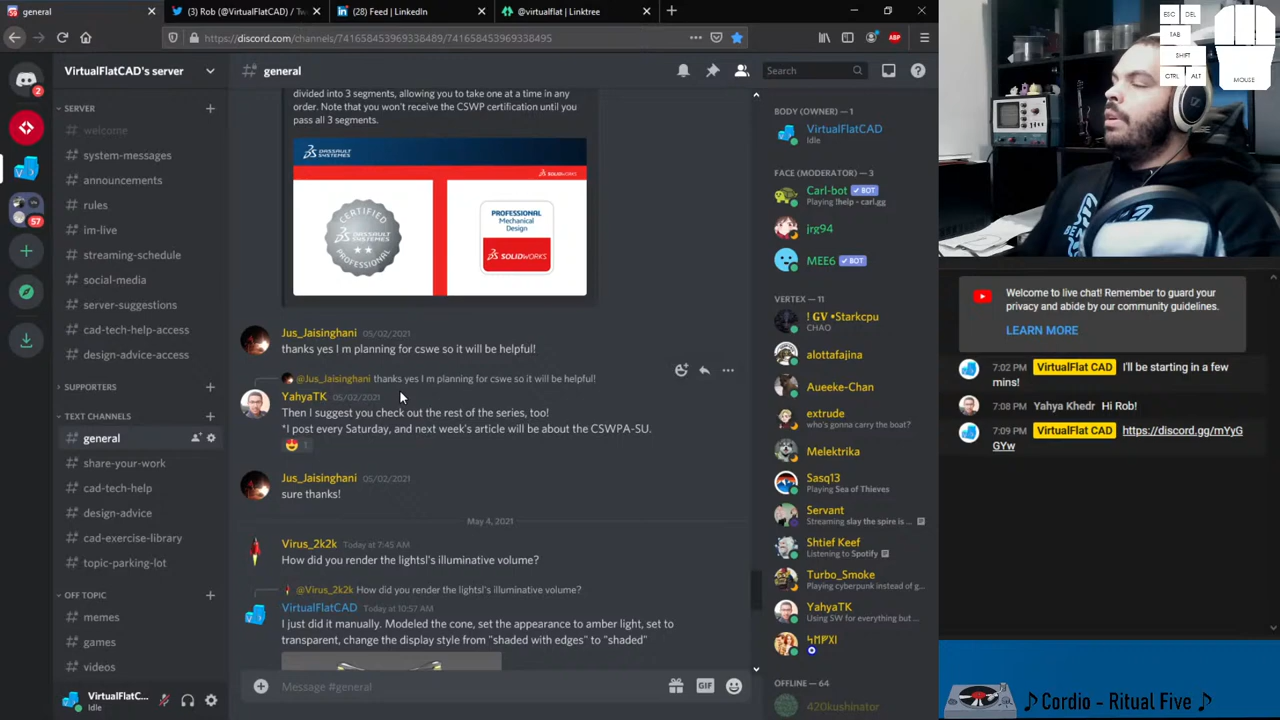 general
(3) Rob (@VirtualFlatCAD) / Tw
(28) Feed | LinkedIn
@virtualflat | Linktree
https://discord.com/channels/741658453969338489/741658453969338495
ABP
VirtualFlatCAD's server
general
Search
2
57
SERVER
welcome
system-messages
announcements
rules
im-live
streaming-schedule
social-media
server-suggestions
cad-tech-help-access
design-advice-access
SUPPORTERS
TEXT CHANNELS
general
share-your-work
cad-tech-help
design-advice
cad-exercise-library
topic-parking-lot
OFF TOPIC
memes
games
videos
VirtualFlatC...
Idle
divided into 3 segments, allowing you to take one at a time in any
order. Note that you won't receive the CSWP certification until you
pass all 3 segments.
DASSAULT SYSTEMES
SOLIDWORKS
CERTIFIED
DASSAULT SYSTEMES
PROFESSIONAL
PROFESSIONAL
Mechanical
Design
SOLIDWORKS
Jus_Jaisinghani 05/02/2021
thanks yes I m planning for cswe so it will be helpful!
@Jus_Jaisinghani thanks yes I m planning for cswe so it will be helpful!
YahyaTK 05/02/2021
Then I suggest you check out the rest of the series, too!
*I post every Saturday, and next week's article will be about the CSWPA-SU.
1
Jus_Jaisinghani 05/02/2021
sure thanks!
May 4, 2021
Virus_2k2k Today at 7:45 AM
How did you render the lightsl's illuminative volume?
@Virus_2k2k How did you render the lightsl's illuminative volume?
VirtualFlatCAD Today at 10:57 AM
I just did it manually. Modeled the cone, set the appearance to amber light, set to
transparent, change the display style from "shaded with edges" to "shaded"
Message #general
GIF
BODY (OWNER) — 1
VirtualFlatCAD
Idle
FACE (MODERATOR) — 3
Carl-bot BOT
Playing !help - carl.gg
jrg94
MEE6 BOT
VERTEX — 11
! GV •Starkcpu
CHAO
alottafajina
Aueeke-Chan
extrude
who's gonna carry the boat?
Melektrika
Sasq13
Playing Sea of Thieves
Servant
Streaming slay the spire is ...
Shtief Keef
Listening to Spotify
Turbo_Smoke
Playing cyberpunk instead of g...
YahyaTK
Using SW for everything but ...
OFFLINE — 64
420kushinator
ESC
DEL
TAB
SHIFT
CTRL
ALT
MOUSE
Welcome to live chat! Remember to guard your
privacy and abide by our community guidelines.
LEARN MORE
7:02 PM VirtualFlat CAD I'll be starting in a few
mins!
7:08 PM Yahya Khedr Hi Rob!
7:09 PM VirtualFlat CAD https://discord.gg/mYyG
GYw
♪ Cordio - Ritual Five ♪